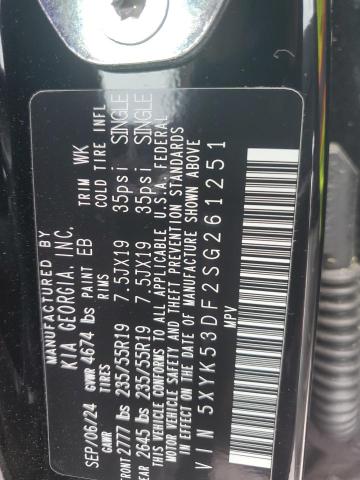 MANUFACTURED BY
KIA GEORGIA, INC.
SEP/06/24 GVWR 4674 lbs PAINT EB TRIM WK
GAWR TIRES RIMS COLD TIRE INFL
FRONT 2777 lbs 235/55R19 7.5JX19 35psi SINGLE
REAR 2645 lbs 235/55R19 7.5JX19 35psi SINGLE
THIS VEHICLE CONFORMS TO ALL APPLICABLE U.S.A. FEDERAL
MOTOR VEHICLE SAFETY AND THEFT PREVENTION STANDARDS
IN EFFECT ON THE DATE OF MANUFACTURE SHOWN ABOVE.
VIN 5XYK53DF2SG261251
MPV